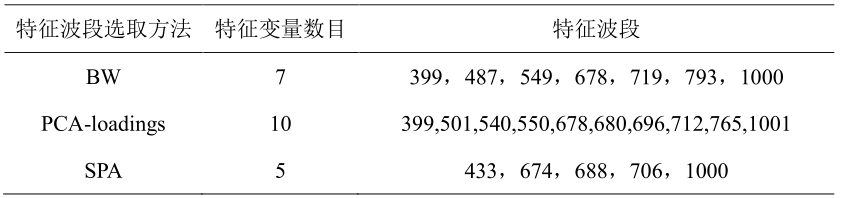 特征波段选取方法 特征变量数目 特征波段
BW 7 399，487，549，678，719，793，1000
PCA-loadings 10 399,501,540,550,678,680,696,712,765,1001
SPA 5 433，674，688，706，1000